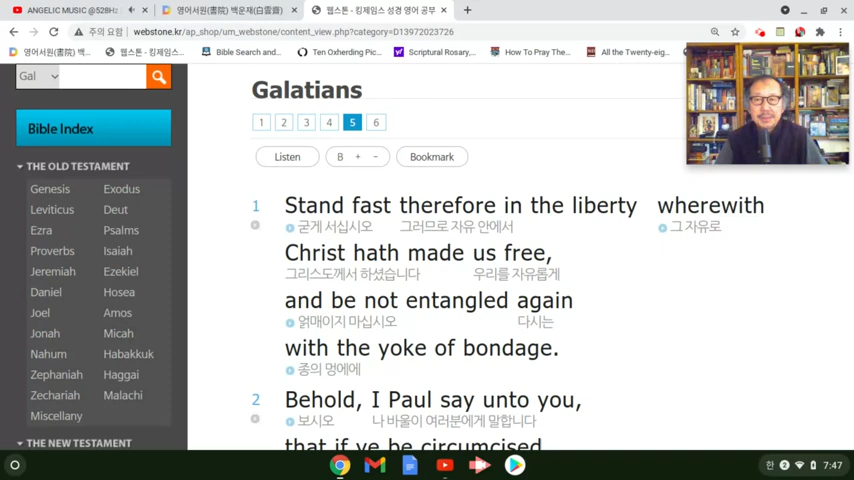 ANGELIC MUSIC @528Hz
영어서원(書院) 백운재(白雲齋)
웹스톤 - 킹제임스 성경 영어 공부
주의 요함
webstone.kr/ap_shop/um_webstone/content_view.php?category=D13972023726
영어서원(書院) 백운재...
웹스톤 - 킹제임스...
Bible Search and...
Ten Oxherding Pic...
Scriptural Rosary,...
How To Pray The...
All the Twenty-eig...
Gal
Galatians
1 2 3 4 5 6
Bible Index
Listen
B + -
Bookmark
THE OLD TESTAMENT
Genesis Exodus
Leviticus Deut
Ezra Psalms
Proverbs Isaiah
Jeremiah Ezekiel
Daniel Hosea
Joel Amos
Jonah Micah
Nahum Habakkuk
Zephaniah Haggai
Zechariah Malachi
Miscellany
THE NEW TESTAMENT
1 Stand fast therefore in the liberty wherewith
굳게 서십시오 그러므로 자유 안에서 그 자유로
Christ hath made us free,
그리스도께서 하셨습니다 우리를 자유롭게
and be not entangled again
얽매이지 마십시오 다시는
with the yoke of bondage.
종의 멍에에
2 Behold, I Paul say unto you,
보시오 나 바울이 여러분에게 말합니다
that if ye be circumcised
한 2 7:47